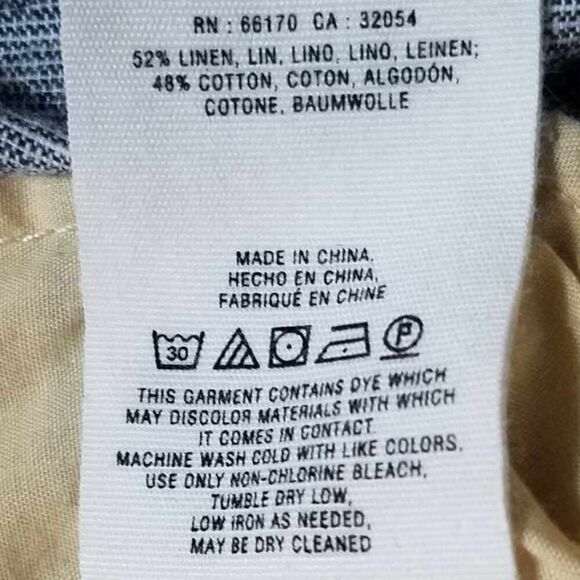 RN : 66170 CA : 32054
52% LINEN, LIN, LINO, LINO, LEINEN;
48% COTTON, COTON, ALGODÓN,
COTONE, BAUMWOLLE
MADE IN CHINA,
HECHO EN CHINA,
FABRIQUÉ EN CHINE
30 P
THIS GARMENT CONTAINS DYE WHICH
MAY DISCOLOR MATERIALS WITH WHICH
IT COMES IN CONTACT.
MACHINE WASH COLD WITH LIKE COLORS.
USE ONLY NON-CHLORINE BLEACH,
TUMBLE DRY LOW,
LOW IRON AS NEEDED,
MAY BE DRY CLEANED